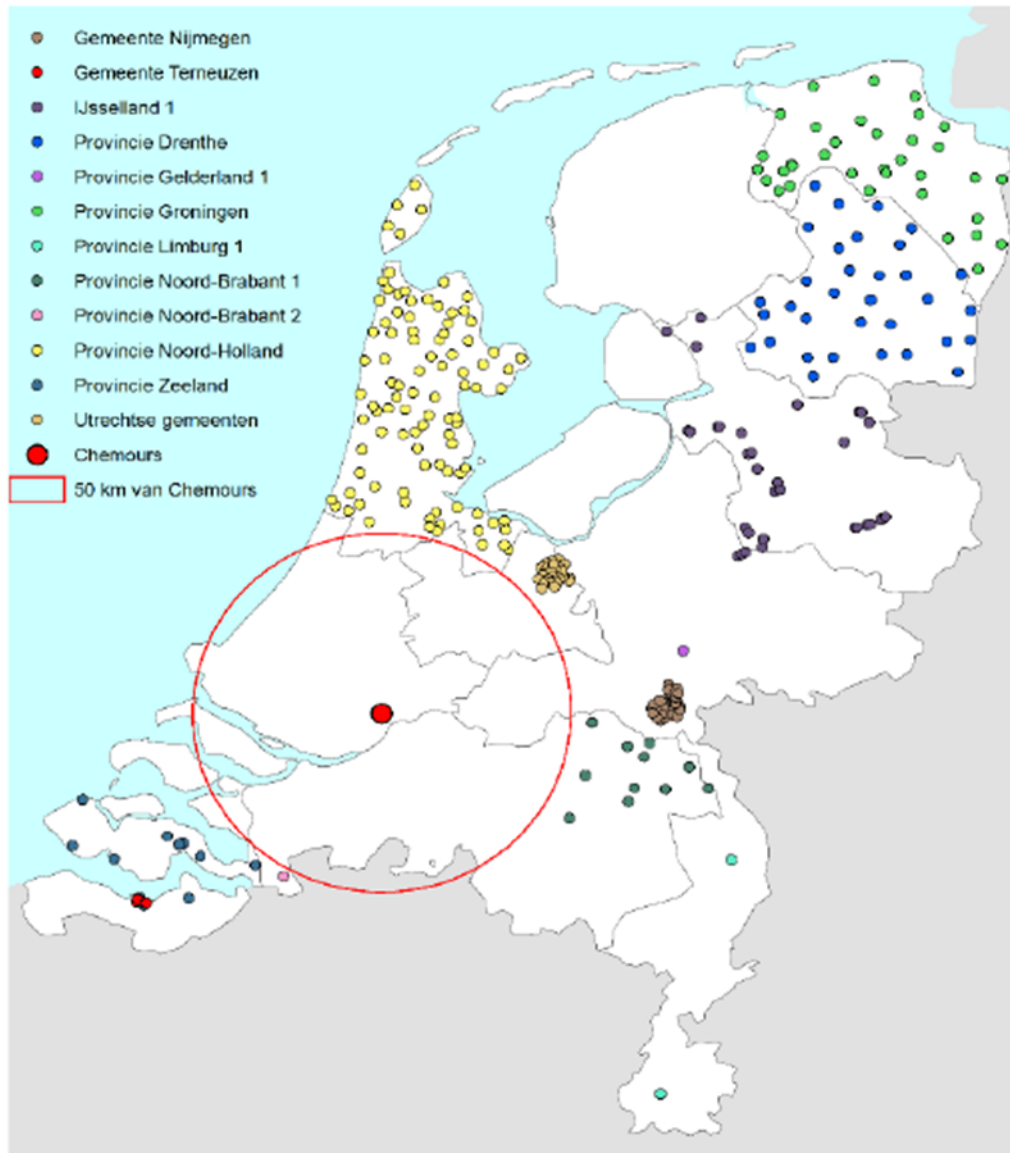 Gemeente Nijmegen
Gemeente Terneuzen
IJsselland 1
Provincie Drenthe
Provincie Gelderland 1
Provincie Groningen
Provincie Limburg 1
Provincie Noord-Brabant 1
Provincie Noord-Brabant 2
Provincie Noord-Holland
Provincie Zeeland
Utrechtse gemeenten
Chemours
50 km van Chemours